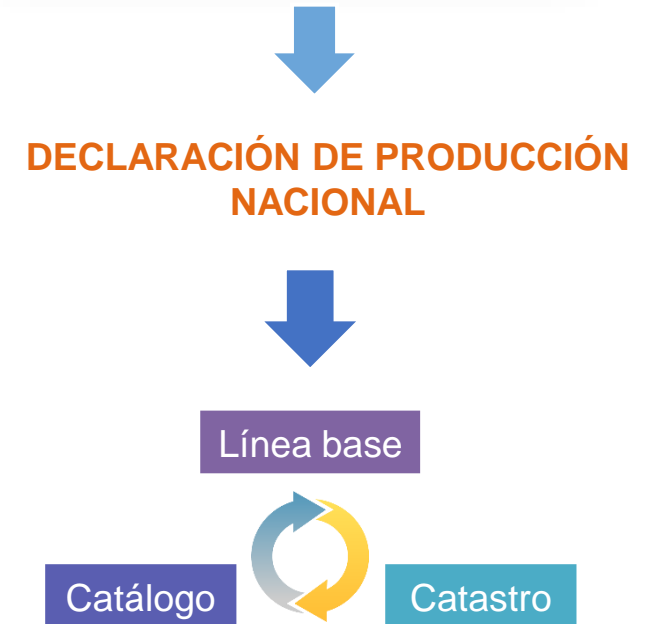 DECLARACIÓN DE PRODUCCIÓN
NACIONAL
Línea base
Catálogo
Catastro